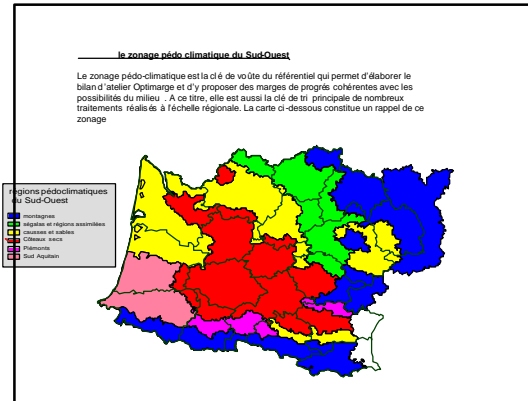 le zonage pédo climatique du Sud-Ouest
Le zonage pédo-climatique est la clé de voûte du référentiel qui permet d'élaborer le
bilan d'atelier Optimarge et d'y proposer des marges de progrés cohérentes avec les
possibilités du milieu . A ce titre, elle est aussi la clé de tri principale de nombreux
traitements réalisés à l'échelle régionale. La carte ci-dessous constitue un rappel de ce
zonage
régions pédoclimatiques
du Sud-Ouest
montagnes
ségalas et régions assimilées
causses et sables
Côteaux secs
Piémonts
Sud Aquitain